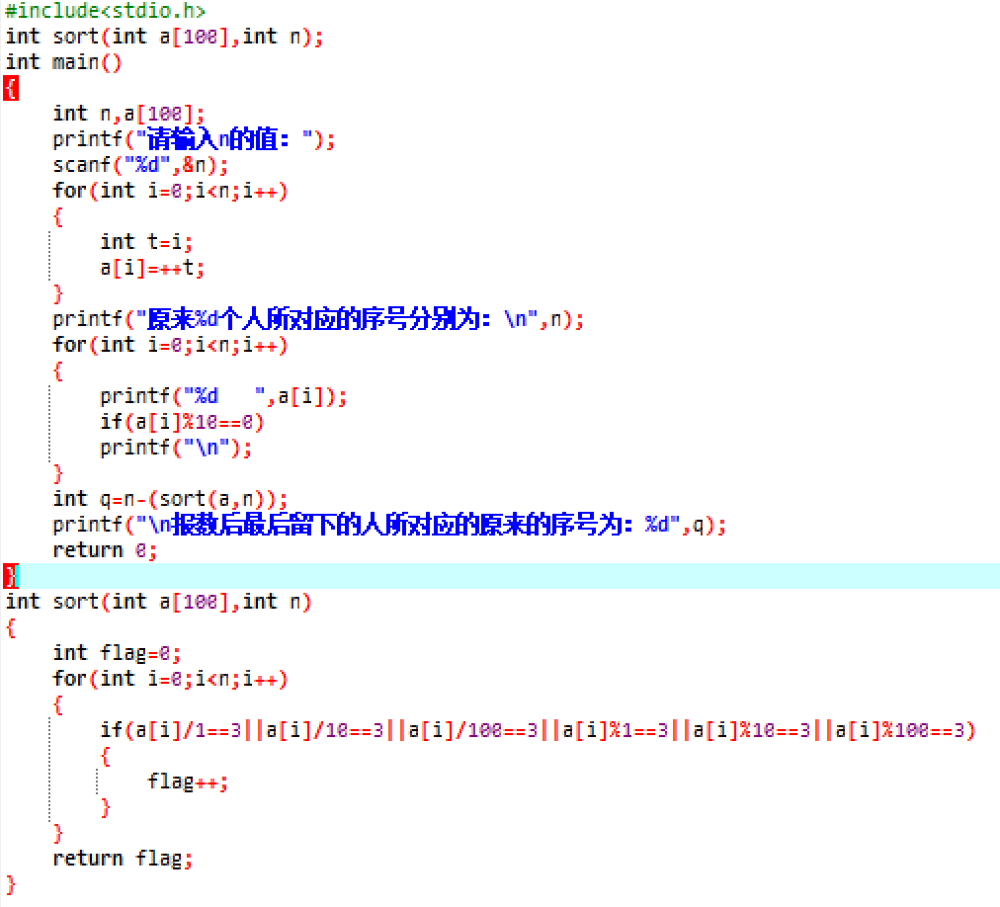 #include<stdio.h>
int sort(int a[100],int n);
int main()
{
    int n,a[100];
    printf("请输入n的值：");
    scanf("%d",&n);
    for(int i=0;i<n;i++)
    {
        int t=i;
        a[i]=++t;
    }
    printf("原来%d个人所对应的序号分别为：\n",n);
    for(int i=0;i<n;i++)
    {
        printf("%d   ",a[i]);
        if(a[i]%10==0)
        printf("\n");
    }
    int q=n-(sort(a,n));
    printf("\n报数后最后留下的人所对应的原来的序号为：%d",q);
    return 0;
}
int sort(int a[100],int n)
{
    int flag=0;
    for(int i=0;i<n;i++)
    {
        if(a[i]/1==3||a[i]/10==3||a[i]/100==3||a[i]%1==3||a[i]%10==3||a[i]%100==3)
        {
            flag++;
        }
    }
    return flag;
}